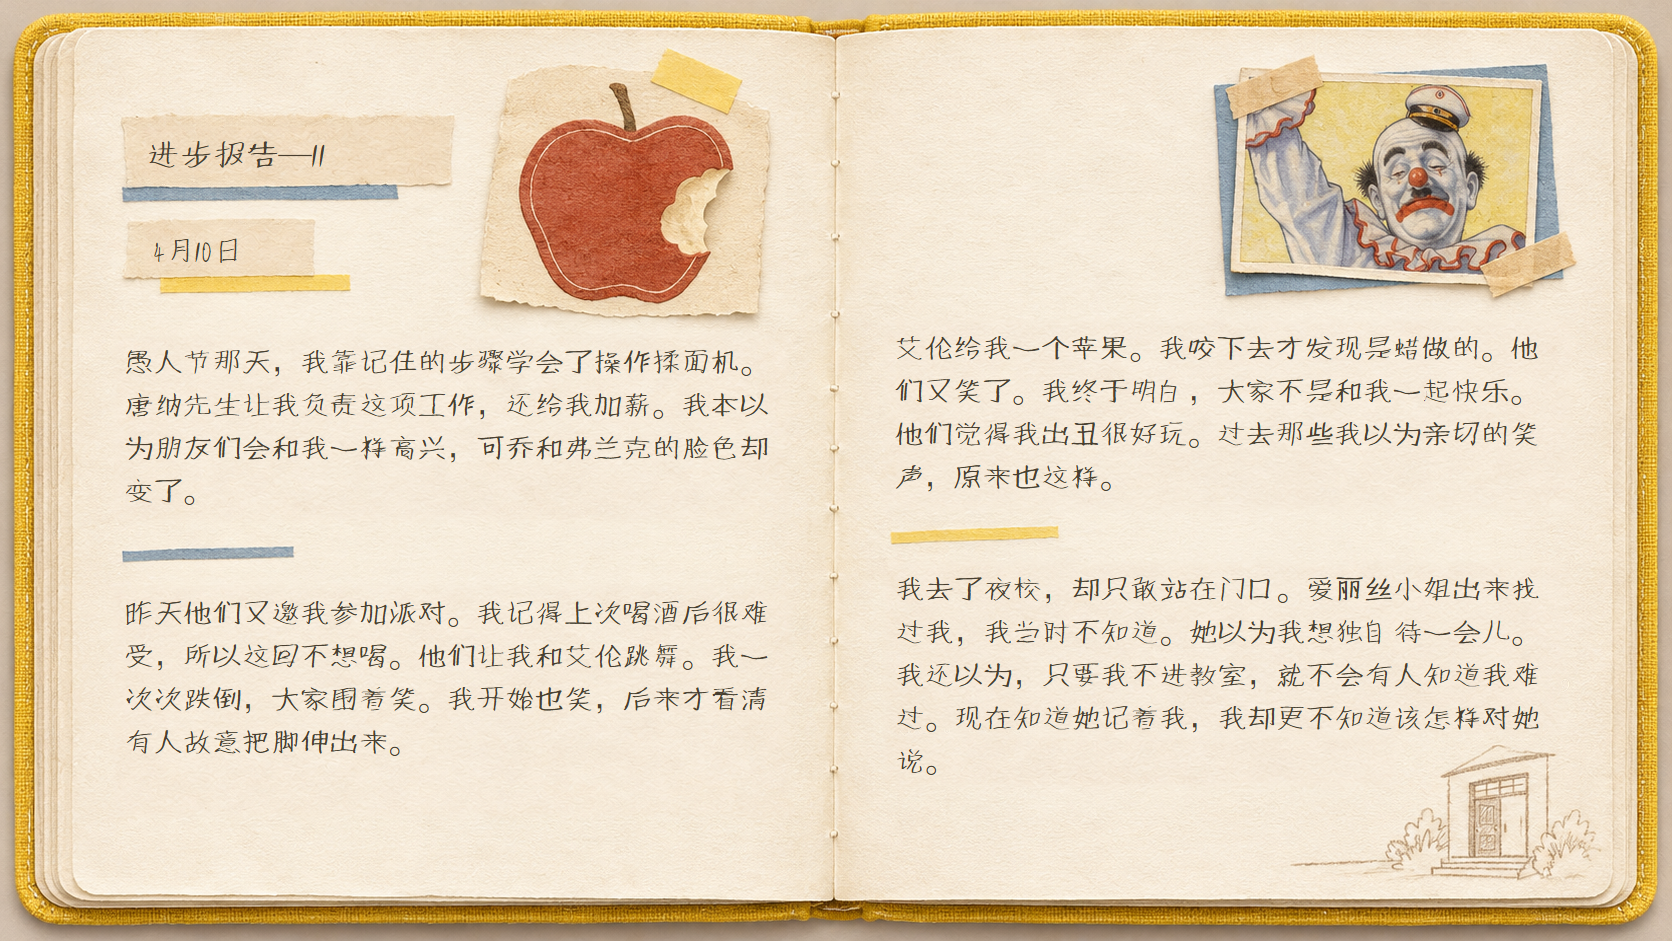 进步报告—11
4月10日
愚人节那天，我靠记住的步骤学会了操作揉面机。
唐纳先生让我负责这项工作，还给我加薪。我本以
为朋友们会和我一样高兴，可乔和弗兰克的脸色却
变了。
昨天他们又邀我参加派对。我记得上次喝酒后很难
受，所以这回不想喝。他们让我和艾伦跳舞。我一
次次跌倒，大家围着笑。我开始也笑，后来才看清
有人故意把脚伸出来。
艾伦给我一个苹果。我咬下去才发现是蜡做的。他
们又笑了。我终于明白，大家不是和我一起快乐。
他们觉得我出丑很好玩。过去那些我以为亲切的笑
声，原来也这样。
我去了夜校，却只敢站在门口。爱丽丝小姐出来找
过我，我当时不知道。她以为我想独自待一会儿。
我还以为，只要我不进教室，就不会有人知道我难
过。现在知道她记着我，我却更不知道该怎样对她
说。